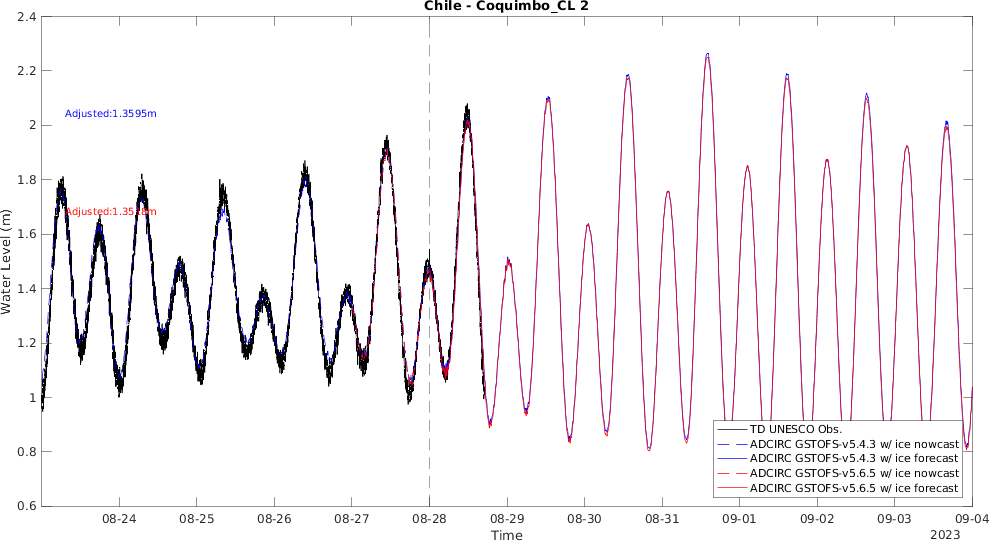 Chile - Coquimbo_CL 2
Water Level (m)
2.4
2.2
2
1.8
1.6
1.4
1.2
1
0.8
0.6
Adjusted:1.3595m
TD UNESCO Obs.
ADCIRC GSTOFS-v5.4.3 w/ ice nowcast
ADCIRC GSTOFS-v5.4.3 w/ ice forecast
ADCIRC GSTOFS-v5.6.5 w/ ice nowcast
ADCIRC GSTOFS-v5.6.5 w/ ice forecast
08-24 08-25 08-26 08-27 08-28 08-29 08-30 08-31 09-01 09-02 09-03 09-04
Time
2023